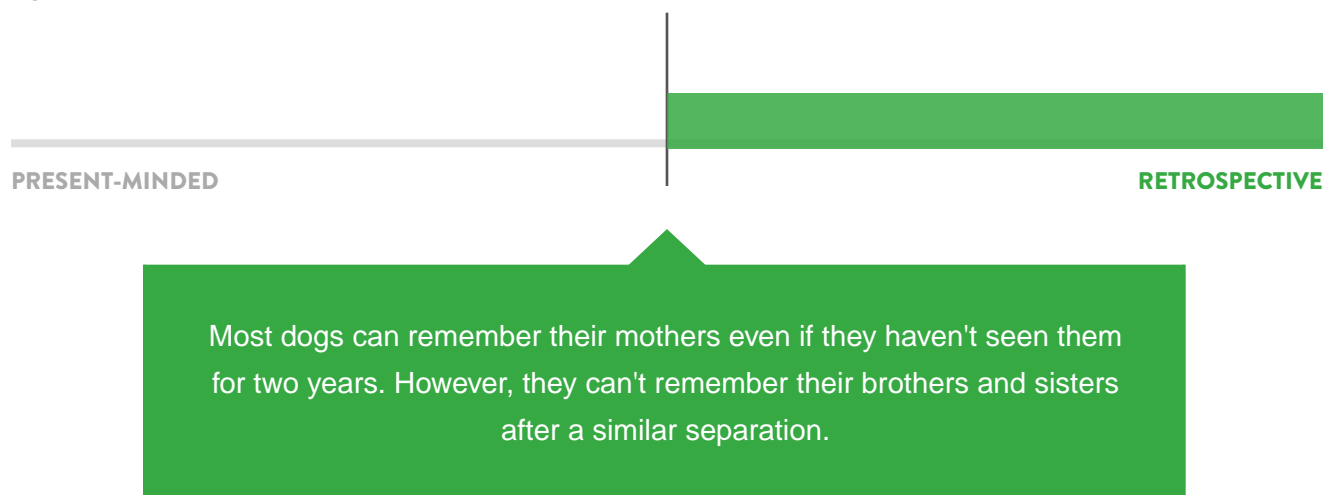 PRESENT-MINDED
RETROSPECTIVE
Most dogs can remember their mothers even if they haven't seen them
for two years. However, they can't remember their brothers and sisters
after a similar separation.